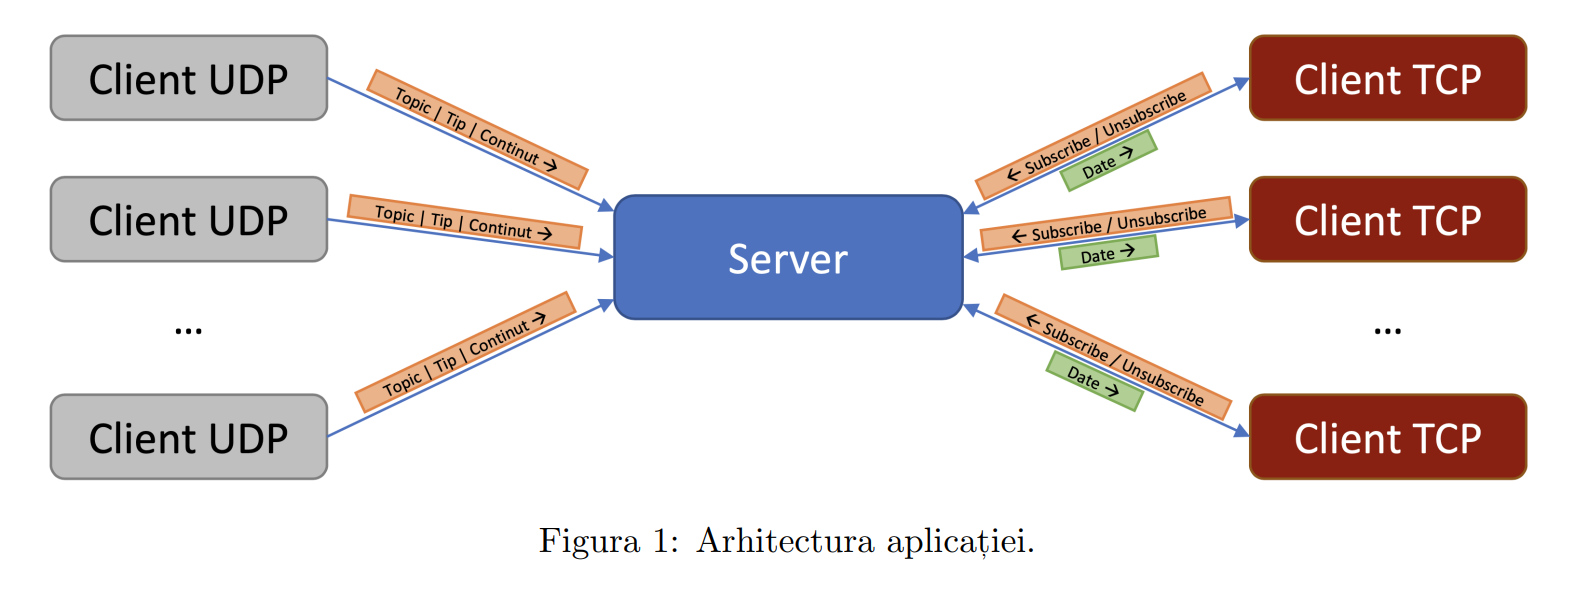 Client UDP
Topic | Tip | Continut →
Client UDP
Topic | Tip | Continut →
...
Client UDP
Topic | Tip | Continut →
Server
← Subscribe / Unsubscribe
Date →
Client TCP
← Subscribe / Unsubscribe
Date →
Client TCP
...
← Subscribe / Unsubscribe
Date →
Client TCP
Figura 1: Arhitectura aplicației.